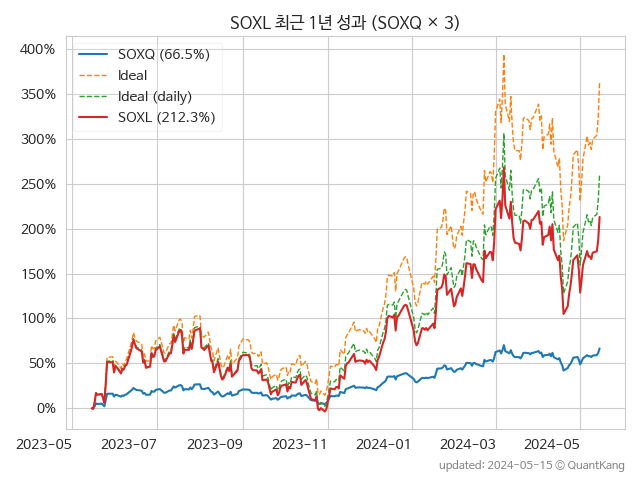 SOXL 최근 1년 성과 (SOXQ × 3)
400%
350%
300%
250%
200%
150%
100%
50%
0%
SOXQ (66.5%)
Ideal
Ideal (daily)
SOXL (212.3%)
2023-05
2023-07
2023-09
2023-11
2024-01
2024-03
2024-05
updated: 2024-05-15 ⓒ QuantKang